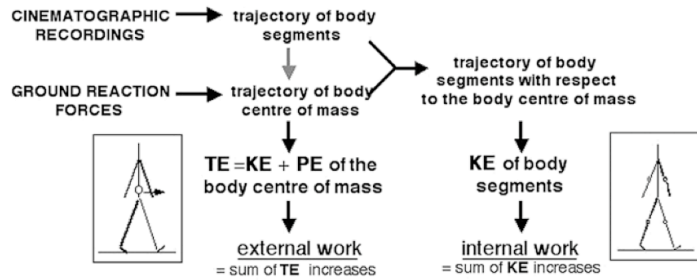 CINEMATOGRAPHIC
RECORDINGS
trajectory of body
segments
GROUND REACTION
FORCES
trajectory of body
centre of mass
trajectory of body
segments with respect
to the body centre of mass
TE=KE + PE of the
body centre of mass
KE of body
segments
external work
= sum of TE increases
internal work
= sum of KE increases